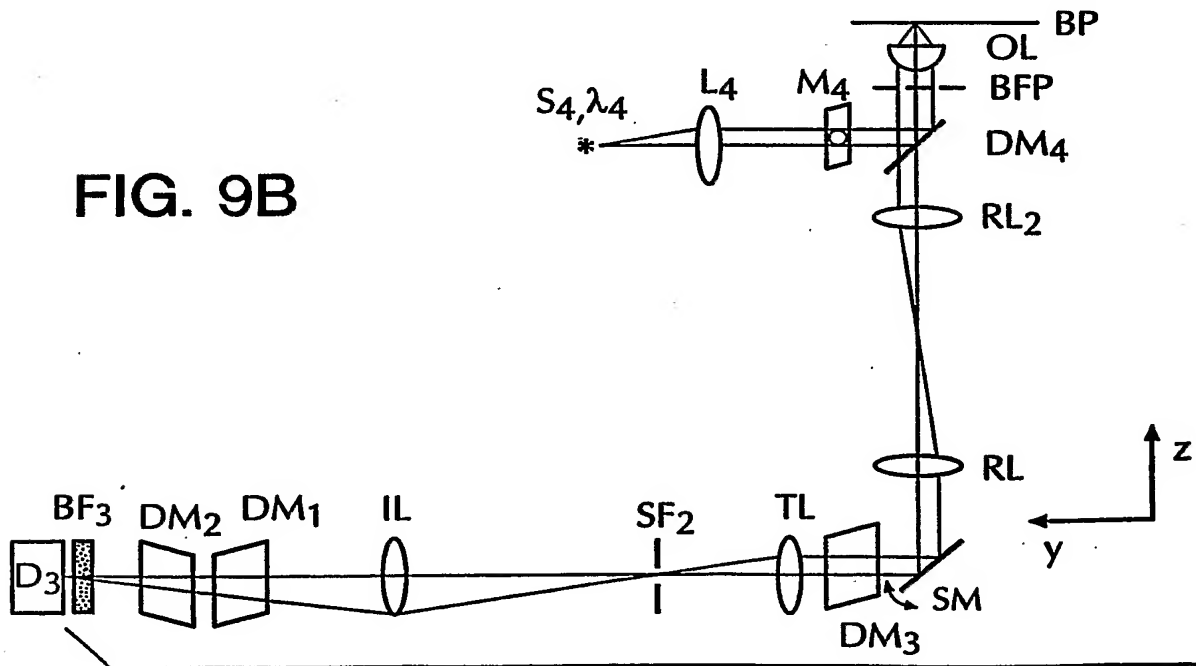 BP
OL
L4
M4
BFP
S4,λ4
*
DM4
FIG. 9B
RL2
RL
z
y
BF3
DM2
DM1
IL
SF2
TL
D3
SM
DM3